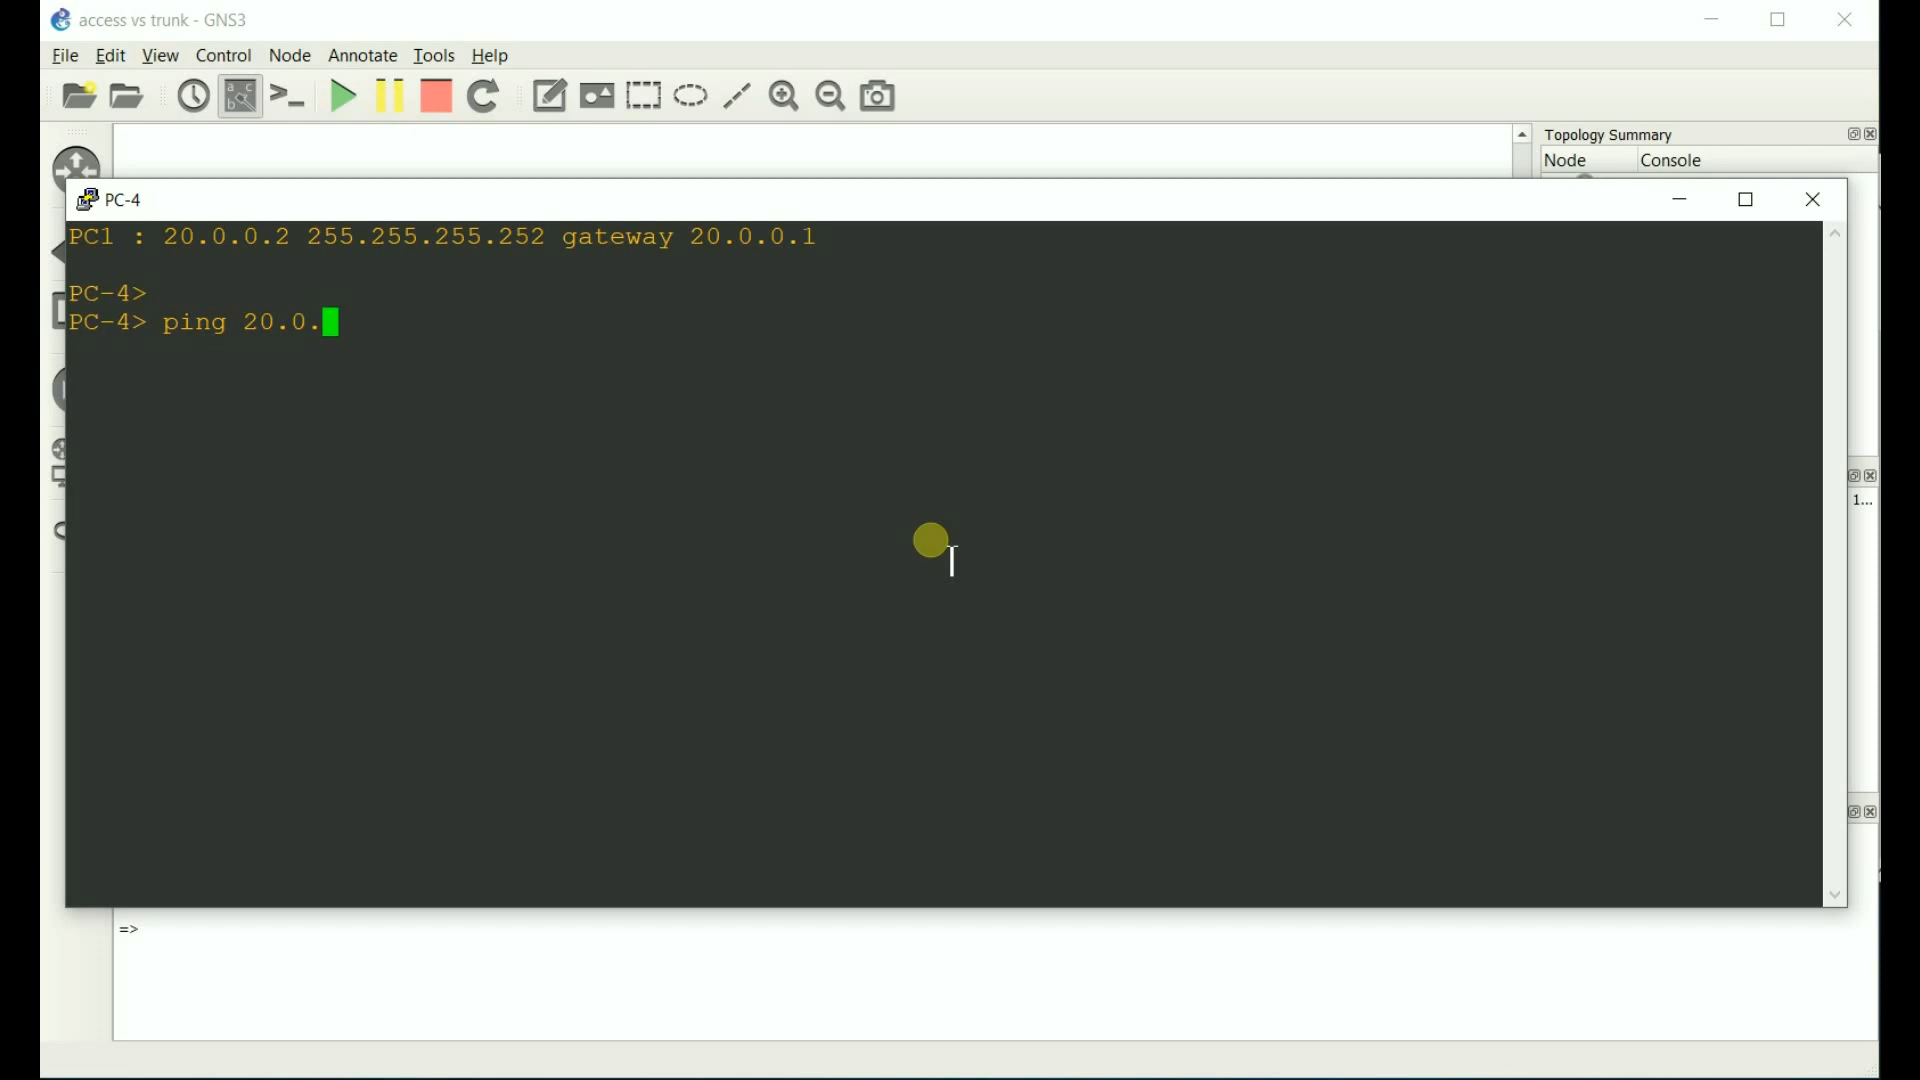 access vs trunk - GNS3
File Edit View Control Node Annotate Tools Help
Topology Summary
Node Console
PC-4
PC1 : 20.0.0.2 255.255.255.252 gateway 20.0.0.1
PC-4>
PC-4> ping 20.0.
1...
=>